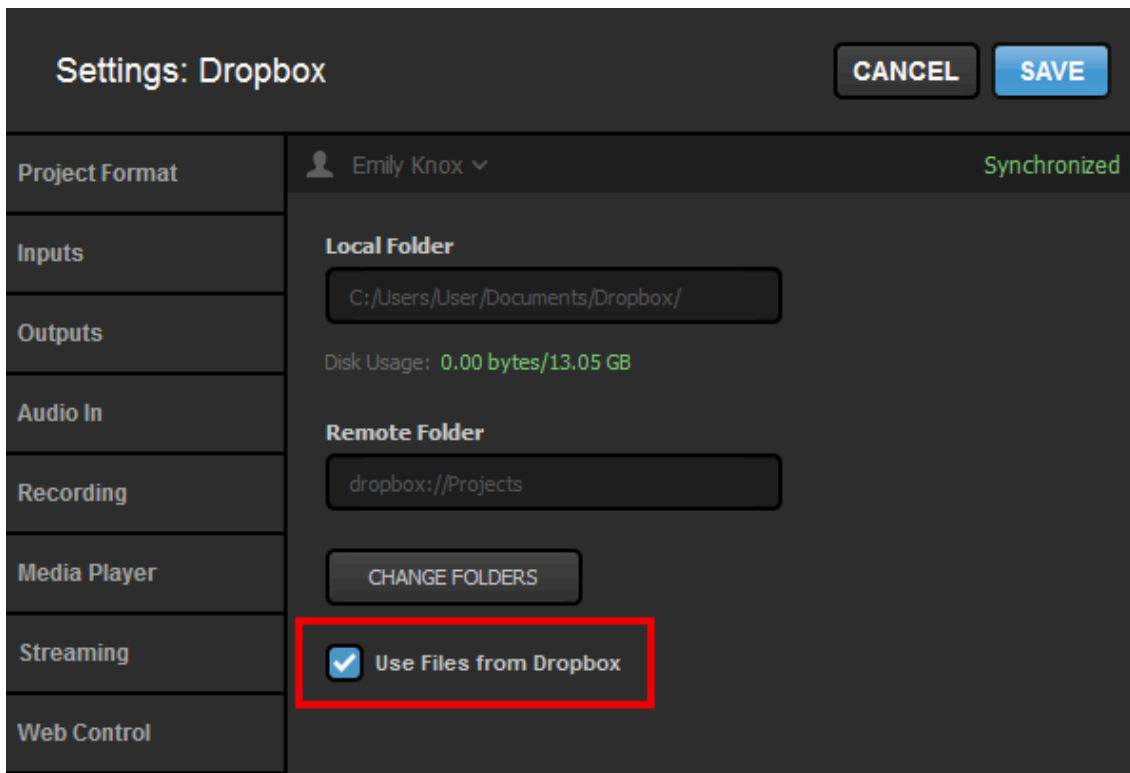 Settings: Dropbox
CANCEL
SAVE
Project Format
Inputs
Outputs
Audio In
Recording
Media Player
Streaming
Web Control
Emily Knox
Synchronized
Local Folder
C:/Users/User/Documents/Dropbox/
Disk Usage: 0.00 bytes/13.05 GB
Remote Folder
dropbox://Projects
CHANGE FOLDERS
Use Files from Dropbox